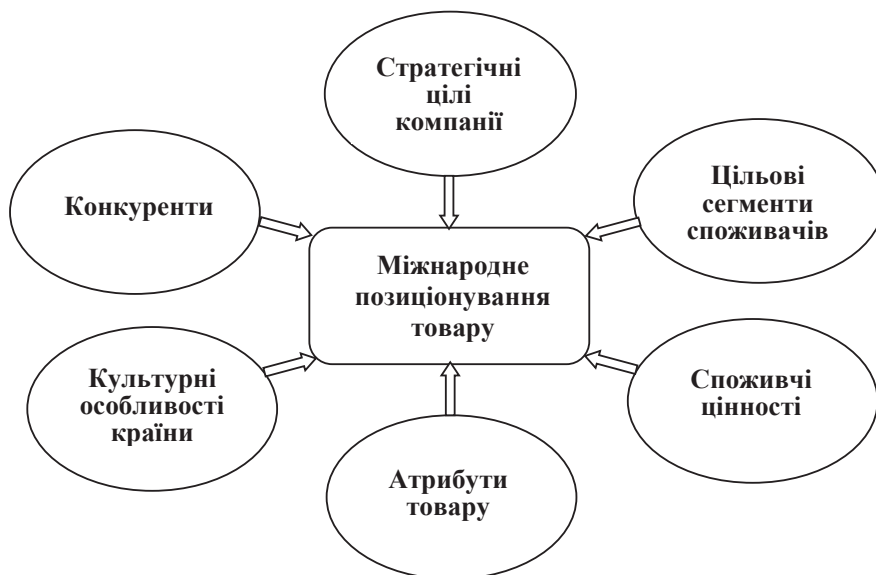 Стратегічні
цілі
компанії
Конкуренти
Цільові
сегменти
споживачів
Міжнародне
позиціонування
товару
Культурні
особливості
країни
Споживчі
цінності
Атрибути
товару